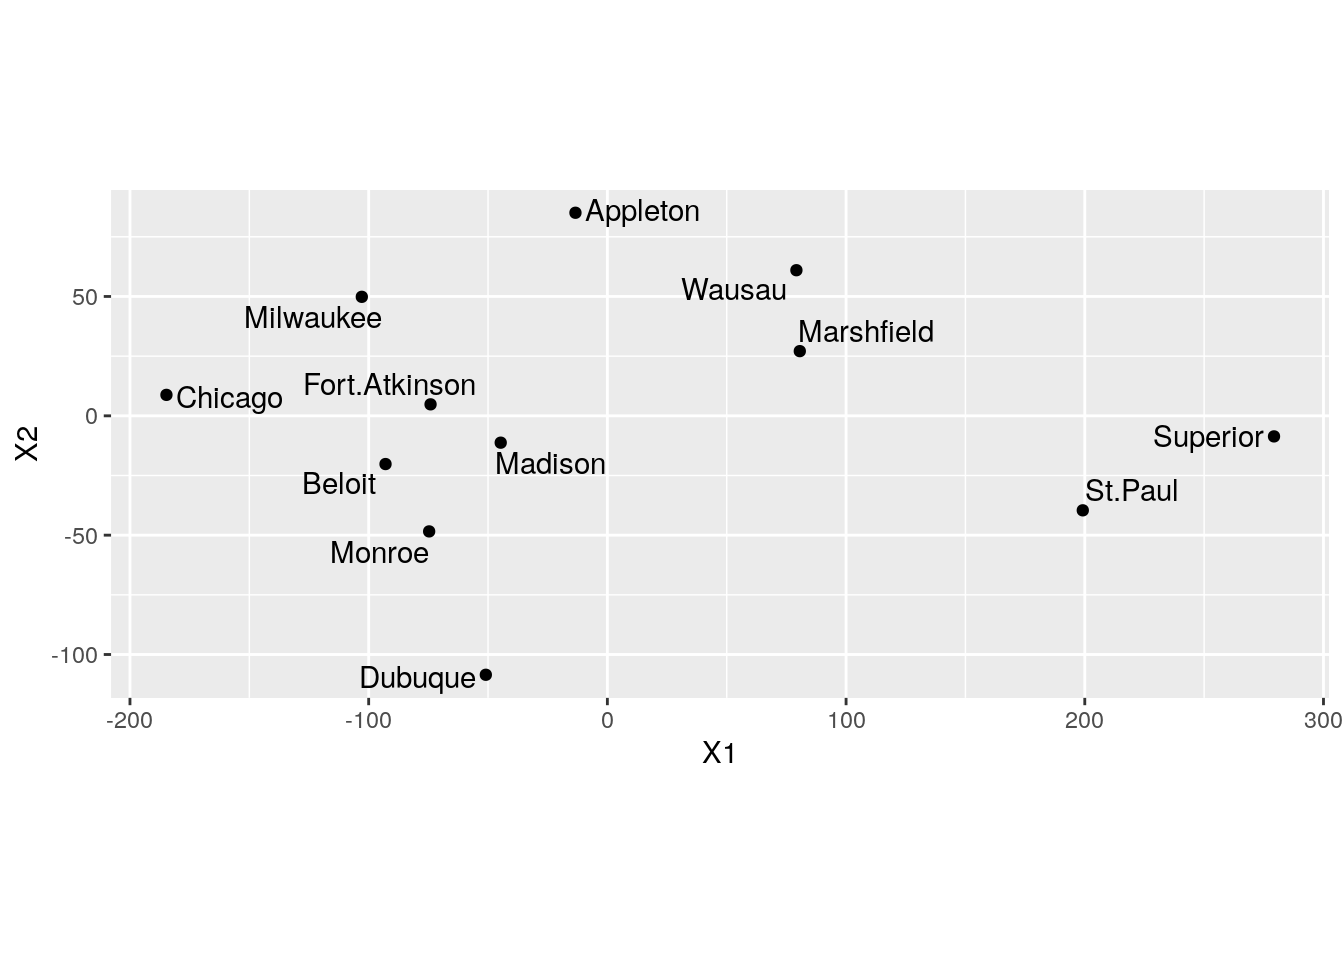 Appleton
Wausau
50
Milwaukee
Marshfield
Fort.Atkinson
Chicago
0
X2
Superior
Madison
Beloit
St.Paul
-50
Monroe
-100
Dubuque
-200 -100 0 100 200 300
X1